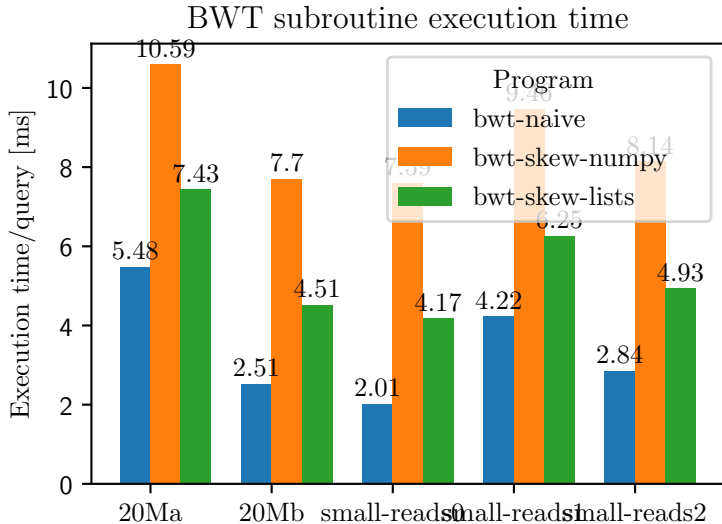 BWT subroutine execution time
Execution time/query [ms]
10
8
6
4
2
0
Program
bwt-naive
bwt-skew-numpy
bwt-skew-lists
5.48
10.59
7.43
2.51
7.7
4.51
2.01
7.59
4.17
4.22
9.46
6.25
2.84
8.14
4.93
20Ma
20Mb
small-reads0
small-reads1
small-reads2